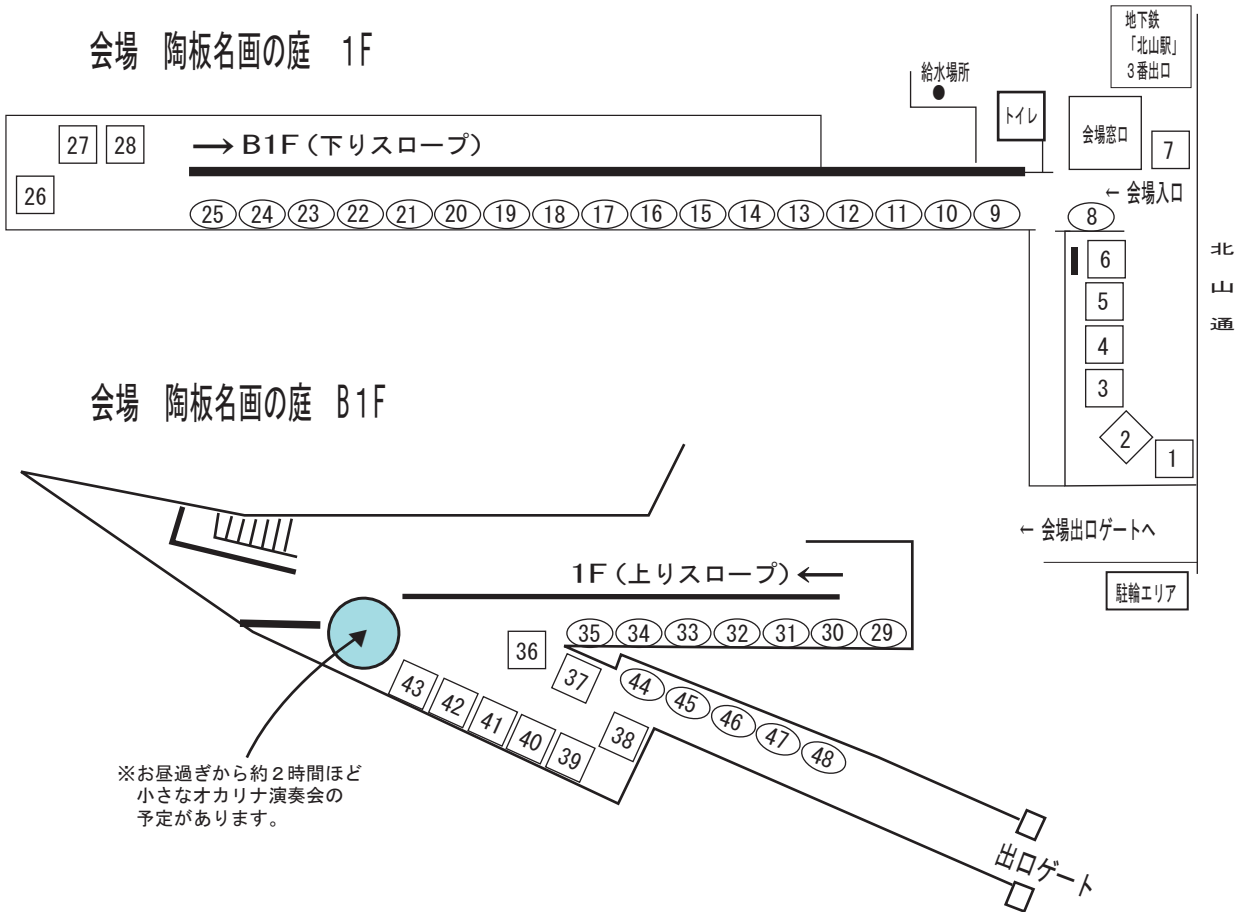 会場　陶板名画の庭　1F
地下鉄
「北山駅」
3番出口
給水場所
トイレ
会場窓口
7
27
28
→ B1F（下りスロープ）
26
← 会場入口
25 24 23 22 21 20 19 18 17 16 15 14 13 12 11 10 9
8
6
5
4
3
2
1
北
山
通
← 会場出口ゲートへ
駐輪エリア
会場　陶板名画の庭　B1F
1F（上りスロープ）←
35 34 33 32 31 30 29
36
37
44 45 46 47 48
43 42 41 40 39
38
※お昼過ぎから約2時間ほど
小さなオカリナ演奏会の
予定があります。
出口ゲート